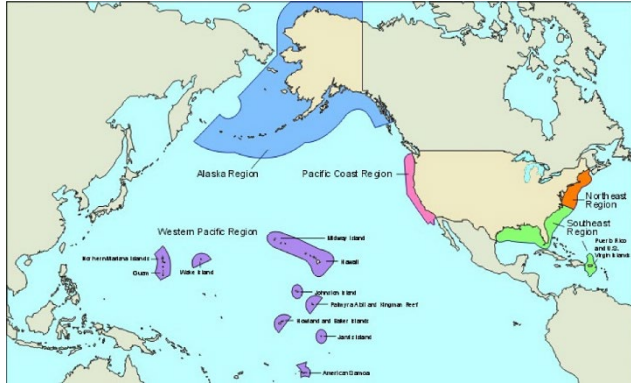 Alaska Region
Pacific Coast Region
Northeast
Region
Southeast
Region
Puerto Rico
and U.S.
Virgin Islands
Western Pacific Region
Midway Island
Northern Mariana Islands
Guam
Wake Island
Hawaii
Johnston Island
Palmyra Atoll and Kingman Reef
Howland and Baker Islands
Jarvis Island
American Samoa